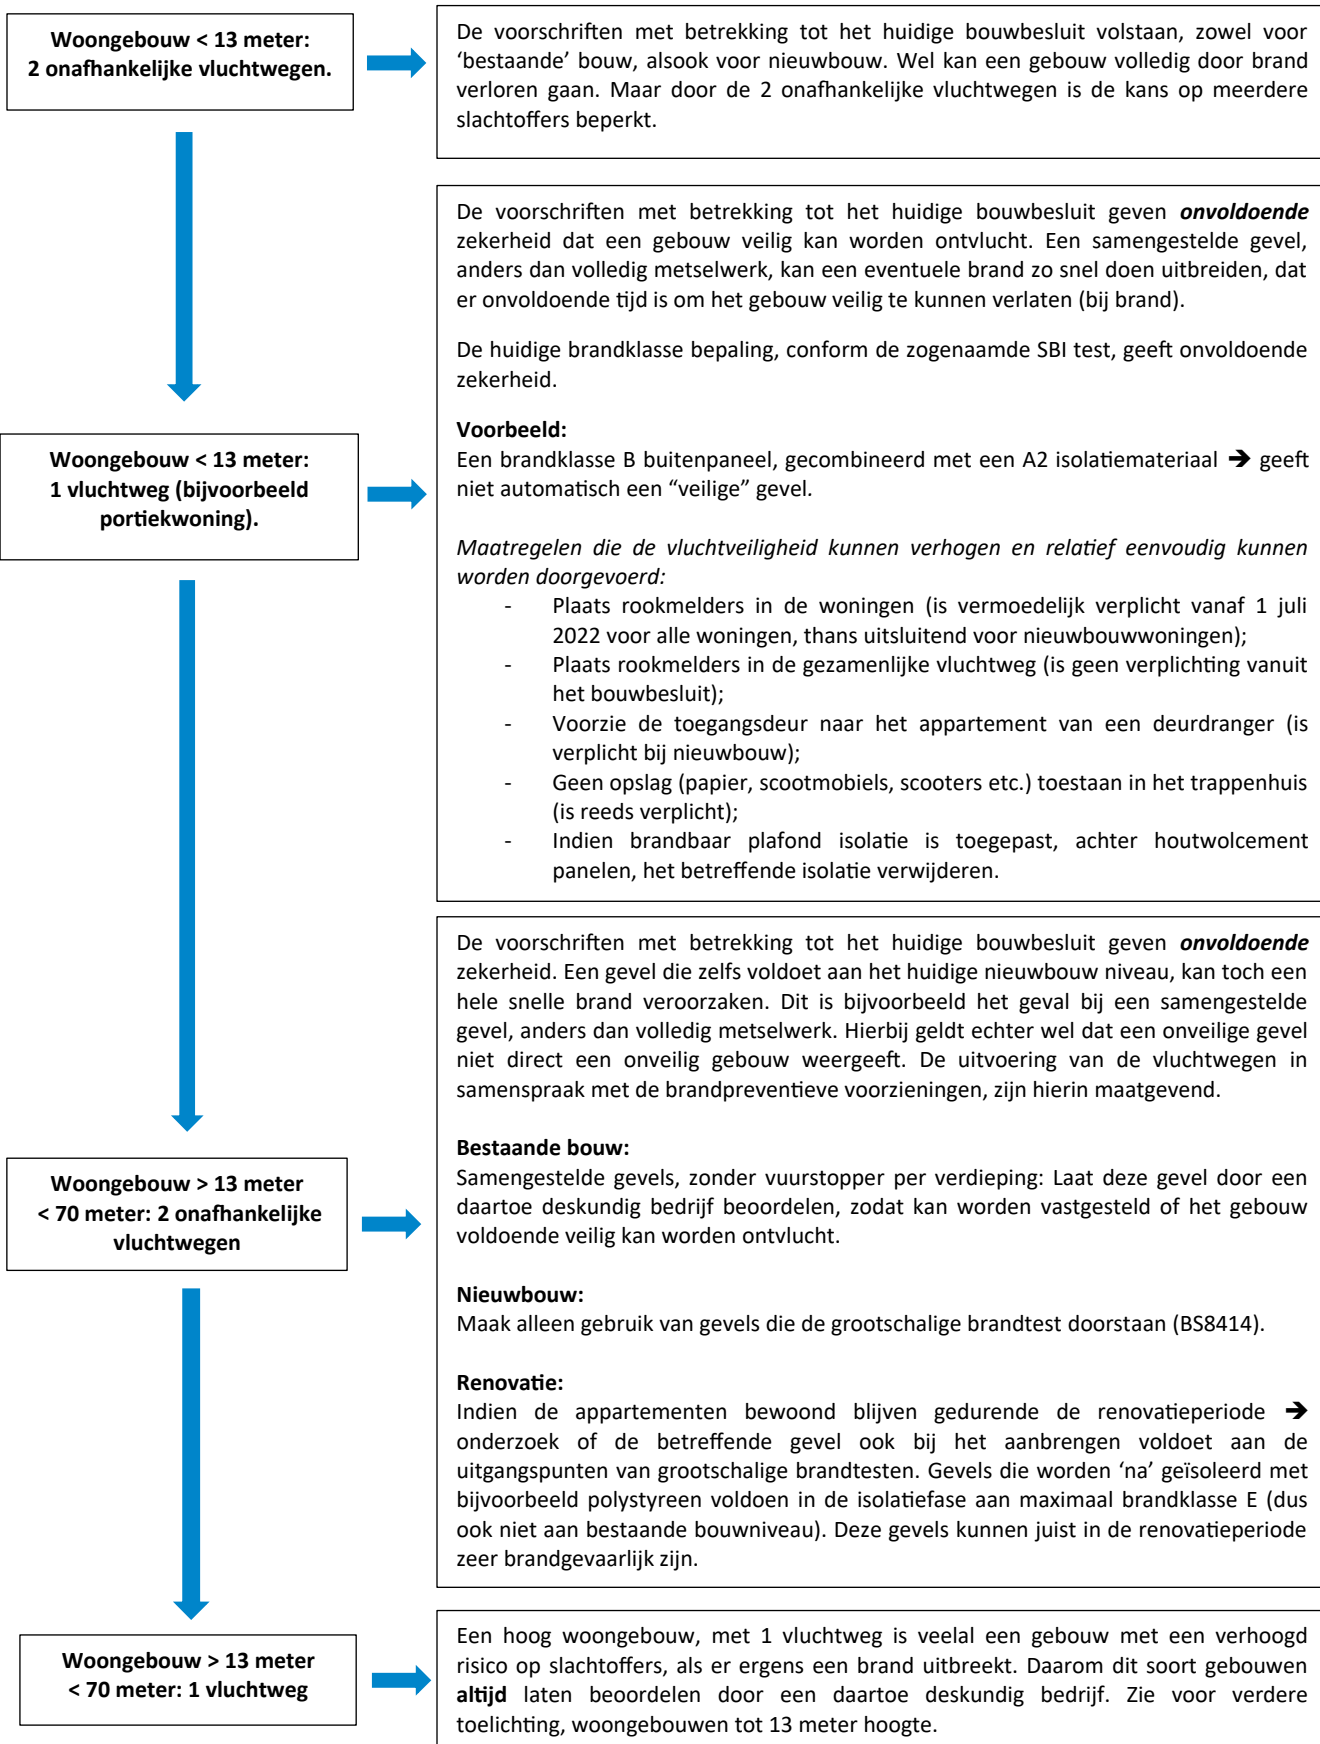 Woongebouw < 13 meter:
2 onafhankelijke vluchtwegen.
De voorschriften met betrekking tot het huidige bouwbesluit volstaan, zowel voor
‘bestaande’ bouw, alsook voor nieuwbouw. Wel kan een gebouw volledig door brand
verloren gaan. Maar door de 2 onafhankelijke vluchtwegen is de kans op meerdere
slachtoffers beperkt.
Woongebouw < 13 meter:
1 vluchtweg (bijvoorbeeld
portiekwoning).
De voorschriften met betrekking tot het huidige bouwbesluit geven onvoldoende
zekerheid dat een gebouw veilig kan worden ontvlucht. Een samengestelde gevel,
anders dan volledig metselwerk, kan een eventuele brand zo snel doen uitbreiden, dat
er onvoldoende tijd is om het gebouw veilig te kunnen verlaten (bij brand).
De huidige brandklasse bepaling, conform de zogenaamde SBI test, geeft onvoldoende
zekerheid.
Voorbeeld:
Een brandklasse B buitenpaneel, gecombineerd met een A2 isolatiemateriaal ➔ geeft
niet automatisch een “veilige” gevel.
Maatregelen die de vluchtveiligheid kunnen verhogen en relatief eenvoudig kunnen
worden doorgevoerd:
- Plaats rookmelders in de woningen (is vermoedelijk verplicht vanaf 1 juli
2022 voor alle woningen, thans uitsluitend voor nieuwbouwwoningen);
- Plaats rookmelders in de gezamenlijke vluchtweg (is geen verplichting vanuit
het bouwbesluit);
- Voorzie de toegangsdeur naar het appartement van een deurdranger (is
verplicht bij nieuwbouw);
- Geen opslag (papier, scootmobiels, scooters etc.) toestaan in het trappenhuis
(is reeds verplicht);
- Indien brandbaar plafond isolatie is toegepast, achter houtwolcement
panelen, het betreffende isolatie verwijderen.
Woongebouw > 13 meter
< 70 meter: 2 onafhankelijke
vluchtwegen
De voorschriften met betrekking tot het huidige bouwbesluit geven onvoldoende
zekerheid. Een gevel die zelfs voldoet aan het huidige nieuwbouw niveau, kan toch een
hele snelle brand veroorzaken. Dit is bijvoorbeeld het geval bij een samengestelde
gevel, anders dan volledig metselwerk. Hierbij geldt echter wel dat een onveilige gevel
niet direct een onveilig gebouw weergeeft. De uitvoering van de vluchtwegen in
samenspraak met de brandpreventieve voorzieningen, zijn hierin maatgevend.
Bestaande bouw:
Samengestelde gevels, zonder vuurstopper per verdieping: Laat deze gevel door een
daartoe deskundig bedrijf beoordelen, zodat kan worden vastgesteld of het gebouw
voldoende veilig kan worden ontvlucht.
Nieuwbouw:
Maak alleen gebruik van gevels die de grootschalige brandtest doorstaan (BS8414).
Renovatie:
Indien de appartementen bewoond blijven gedurende de renovatieperiode ➔
onderzoek of de betreffende gevel ook bij het aanbrengen voldoet aan de
uitgangspunten van grootschalige brandtesten. Gevels die worden ‘na’ geïsoleerd met
bijvoorbeeld polystyreen voldoen in de isolatiefase aan maximaal brandklasse E (dus
ook niet aan bestaande bouwniveau). Deze gevels kunnen juist in de renovatieperiode
zeer brandgevaarlijk zijn.
Woongebouw > 13 meter
< 70 meter: 1 vluchtweg
Een hoog woongebouw, met 1 vluchtweg is veelal een gebouw met een verhoogd
risico op slachtoffers, als er ergens een brand uitbreekt. Daarom dit soort gebouwen
altijd laten beoordelen door een daartoe deskundig bedrijf. Zie voor verdere
toelichting, woongebouwen tot 13 meter hoogte.